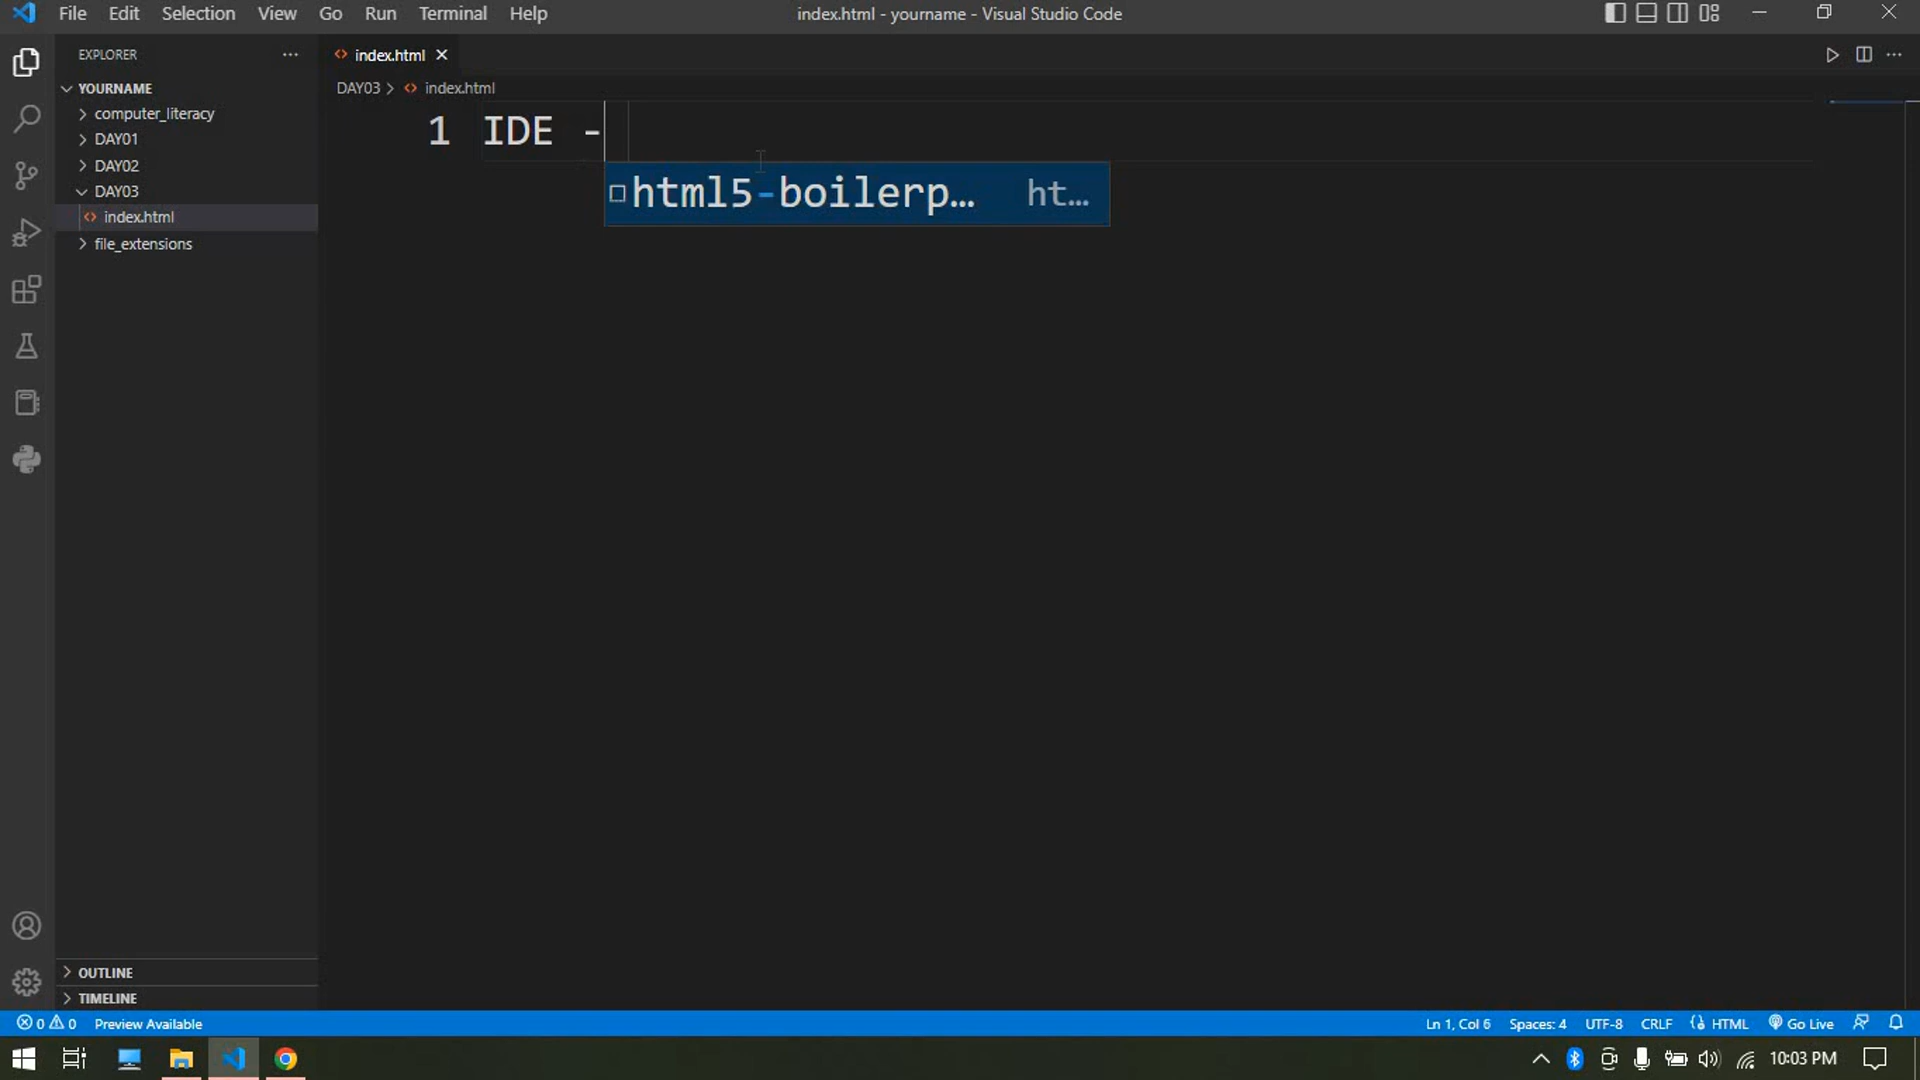 File Edit Selection View Go Run Terminal Help
index.html - yourname - Visual Studio Code
EXPLORER
YOURNAME
computer_literacy
DAY01
DAY02
DAY03
index.html
file_extensions
OUTLINE
TIMELINE
index.html
DAY03 > index.html
1 IDE -
html5-boilerp... ht...
0 0 Preview Available
Ln 1, Col 6 Spaces: 4 UTF-8 CRLF HTML Go Live
10:03 PM